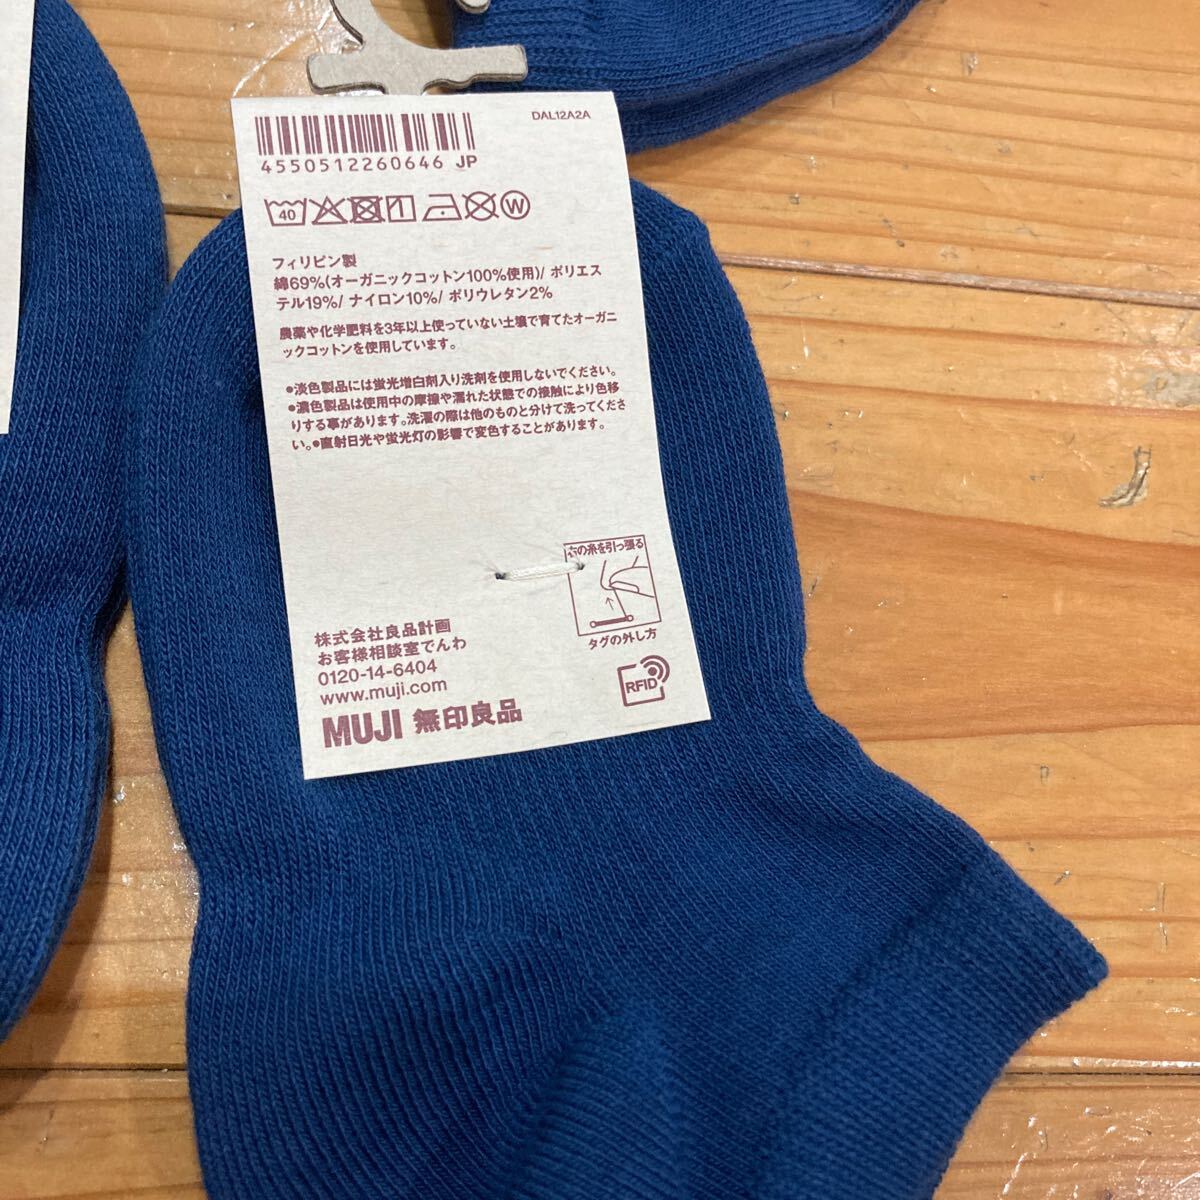 DAL12A2A
4550512260646 JP
40
W
フィリピン製
綿69%(オーガニックコットン100%使用)/ ポリエス
テル19%/ ナイロン10%/ ポリウレタン2%
農薬や化学肥料を3年以上使っていない土壌で育てたオーガ
ニックコットンを使用しています。
●淡色製品には蛍光増白剤入り洗剤を使用しないでください。
●濃色製品は使用中の摩擦や濡れた状態での接触により色移
りする事があります。洗濯の際は他のものと分けて洗ってくださ
い。●直射日光や蛍光灯の影響で変色することがあります。
の糸を引っ張る
タグの外し方
株式会社良品計画
お客様相談室でんわ
0120-14-6404
www.muji.com
RFID
MUJI 無印良品